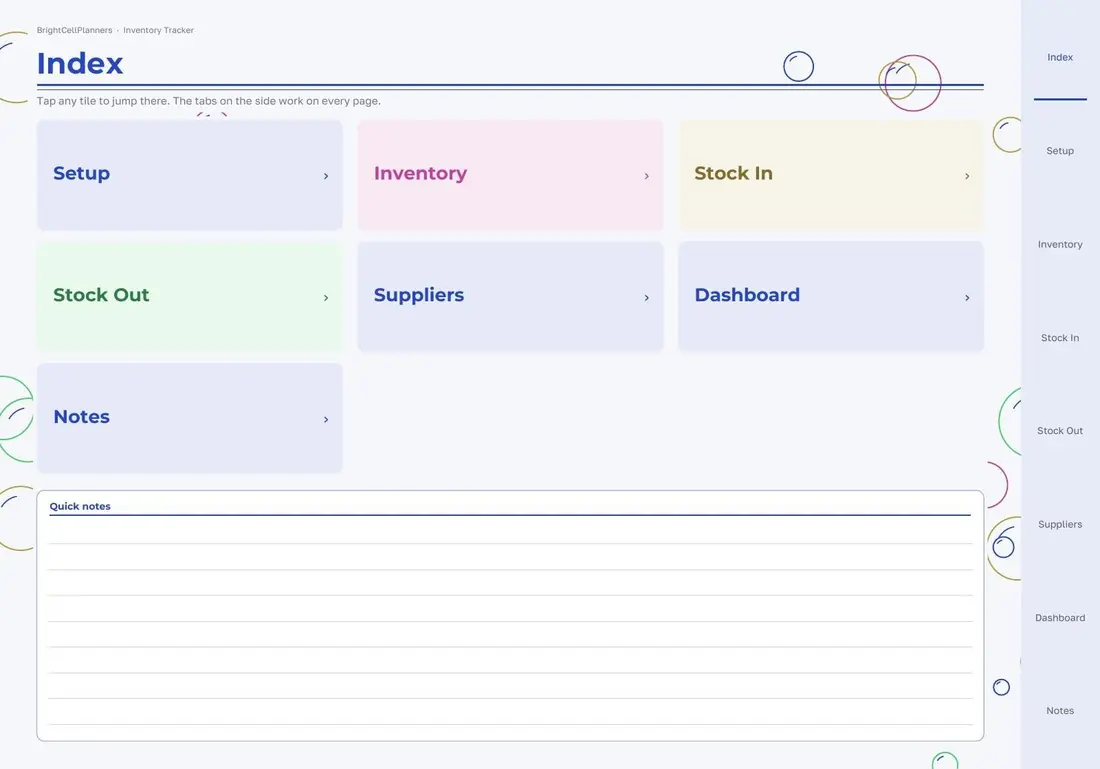 BrightCellPlanners · Inventory Tracker
Index
Tap any tile to jump there. The tabs on the side work on every page.
Setup ›
Inventory ›
Stock In ›
Stock Out ›
Suppliers ›
Dashboard ›
Notes ›
Quick notes
Index
Setup
Inventory
Stock In
Stock Out
Suppliers
Dashboard
Notes